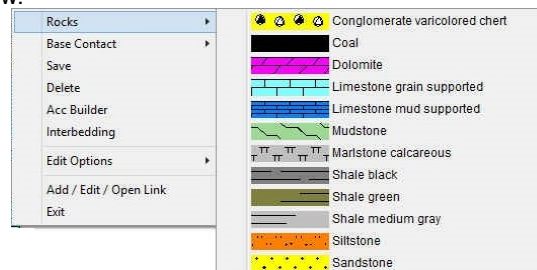 Rocks
Base Contact
Save
Delete
Acc Builder
Interbedding
Edit Options
Add / Edit / Open Link
Exit
Conglomerate varicolored chert
Coal
Dolomite
Limestone grain supported
Limestone mud supported
Mudstone
Marlstone calcareous
Shale black
Shale green
Shale medium gray
Siltstone
Sandstone